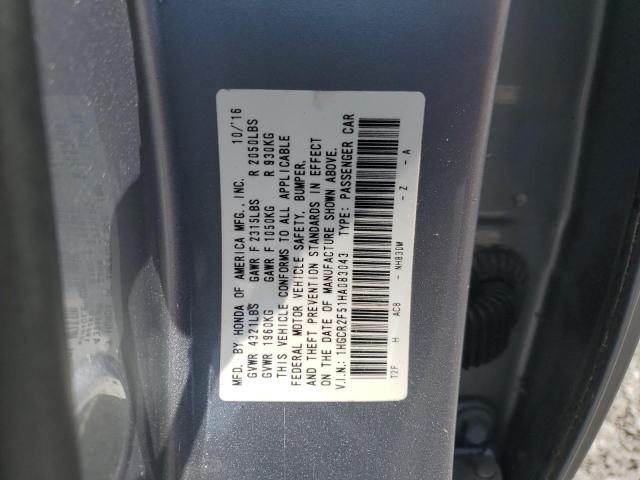 MFD. BY HONDA OF AMERICA MFG., INC. 10/'16
GVWR 4321LBS GAWR F 2315LBS R 2050LBS
GVWR 1960KG GAWR F 1050KG R 930KG
THIS VEHICLE CONFORMS TO ALL APPLICABLE
FEDERAL MOTOR VEHICLE SAFETY, BUMPER,
AND THEFT PREVENTION STANDARDS IN EFFECT
ON THE DATE OF MANUFACTURE SHOWN ABOVE.
V.I.N.: 1HGCR2F51HA083043 TYPE: PASSENGER CAR
T2F H ACB - NH830M - Z - A